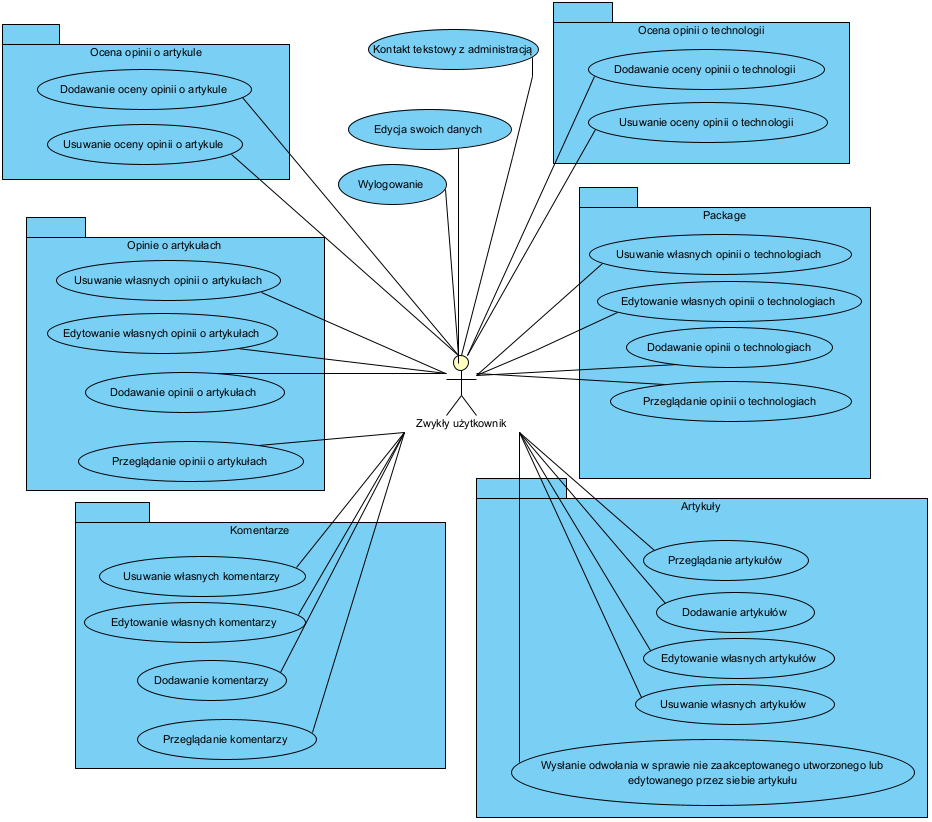 Ocena opinii o artykule
Dodawanie oceny opinii o artykule
Usuwanie oceny opinii o artykule
Kontakt tekstowy z administracją
Edycja swoich danych
Wylogowanie
Ocena opinii o technologii
Dodawanie oceny opinii o technologii
Usuwanie oceny opinii o technologii
Opinie o artykułach
Usuwanie własnych opinii o artykułach
Edytowanie własnych opinii o artykułach
Dodawanie opinii o artykułach
Przeglądanie opinii o artykułach
Package
Usuwanie własnych opinii o technologiach
Edytowanie własnych opinii o technologiach
Dodawanie opinii o technologiach
Przeglądanie opinii o technologiach
Zwykły użytkownik
Komentarze
Usuwanie własnych komentarzy
Edytowanie własnych komentarzy
Dodawanie komentarzy
Przeglądanie komentarzy
Artykuły
Przeglądanie artykułów
Dodawanie artykułów
Edytowanie własnych artykułów
Usuwanie własnych artykułów
Wysłanie odwołania w sprawie nie zaakceptowanego utworzonego lub
edytowanego przez siebie artykułu